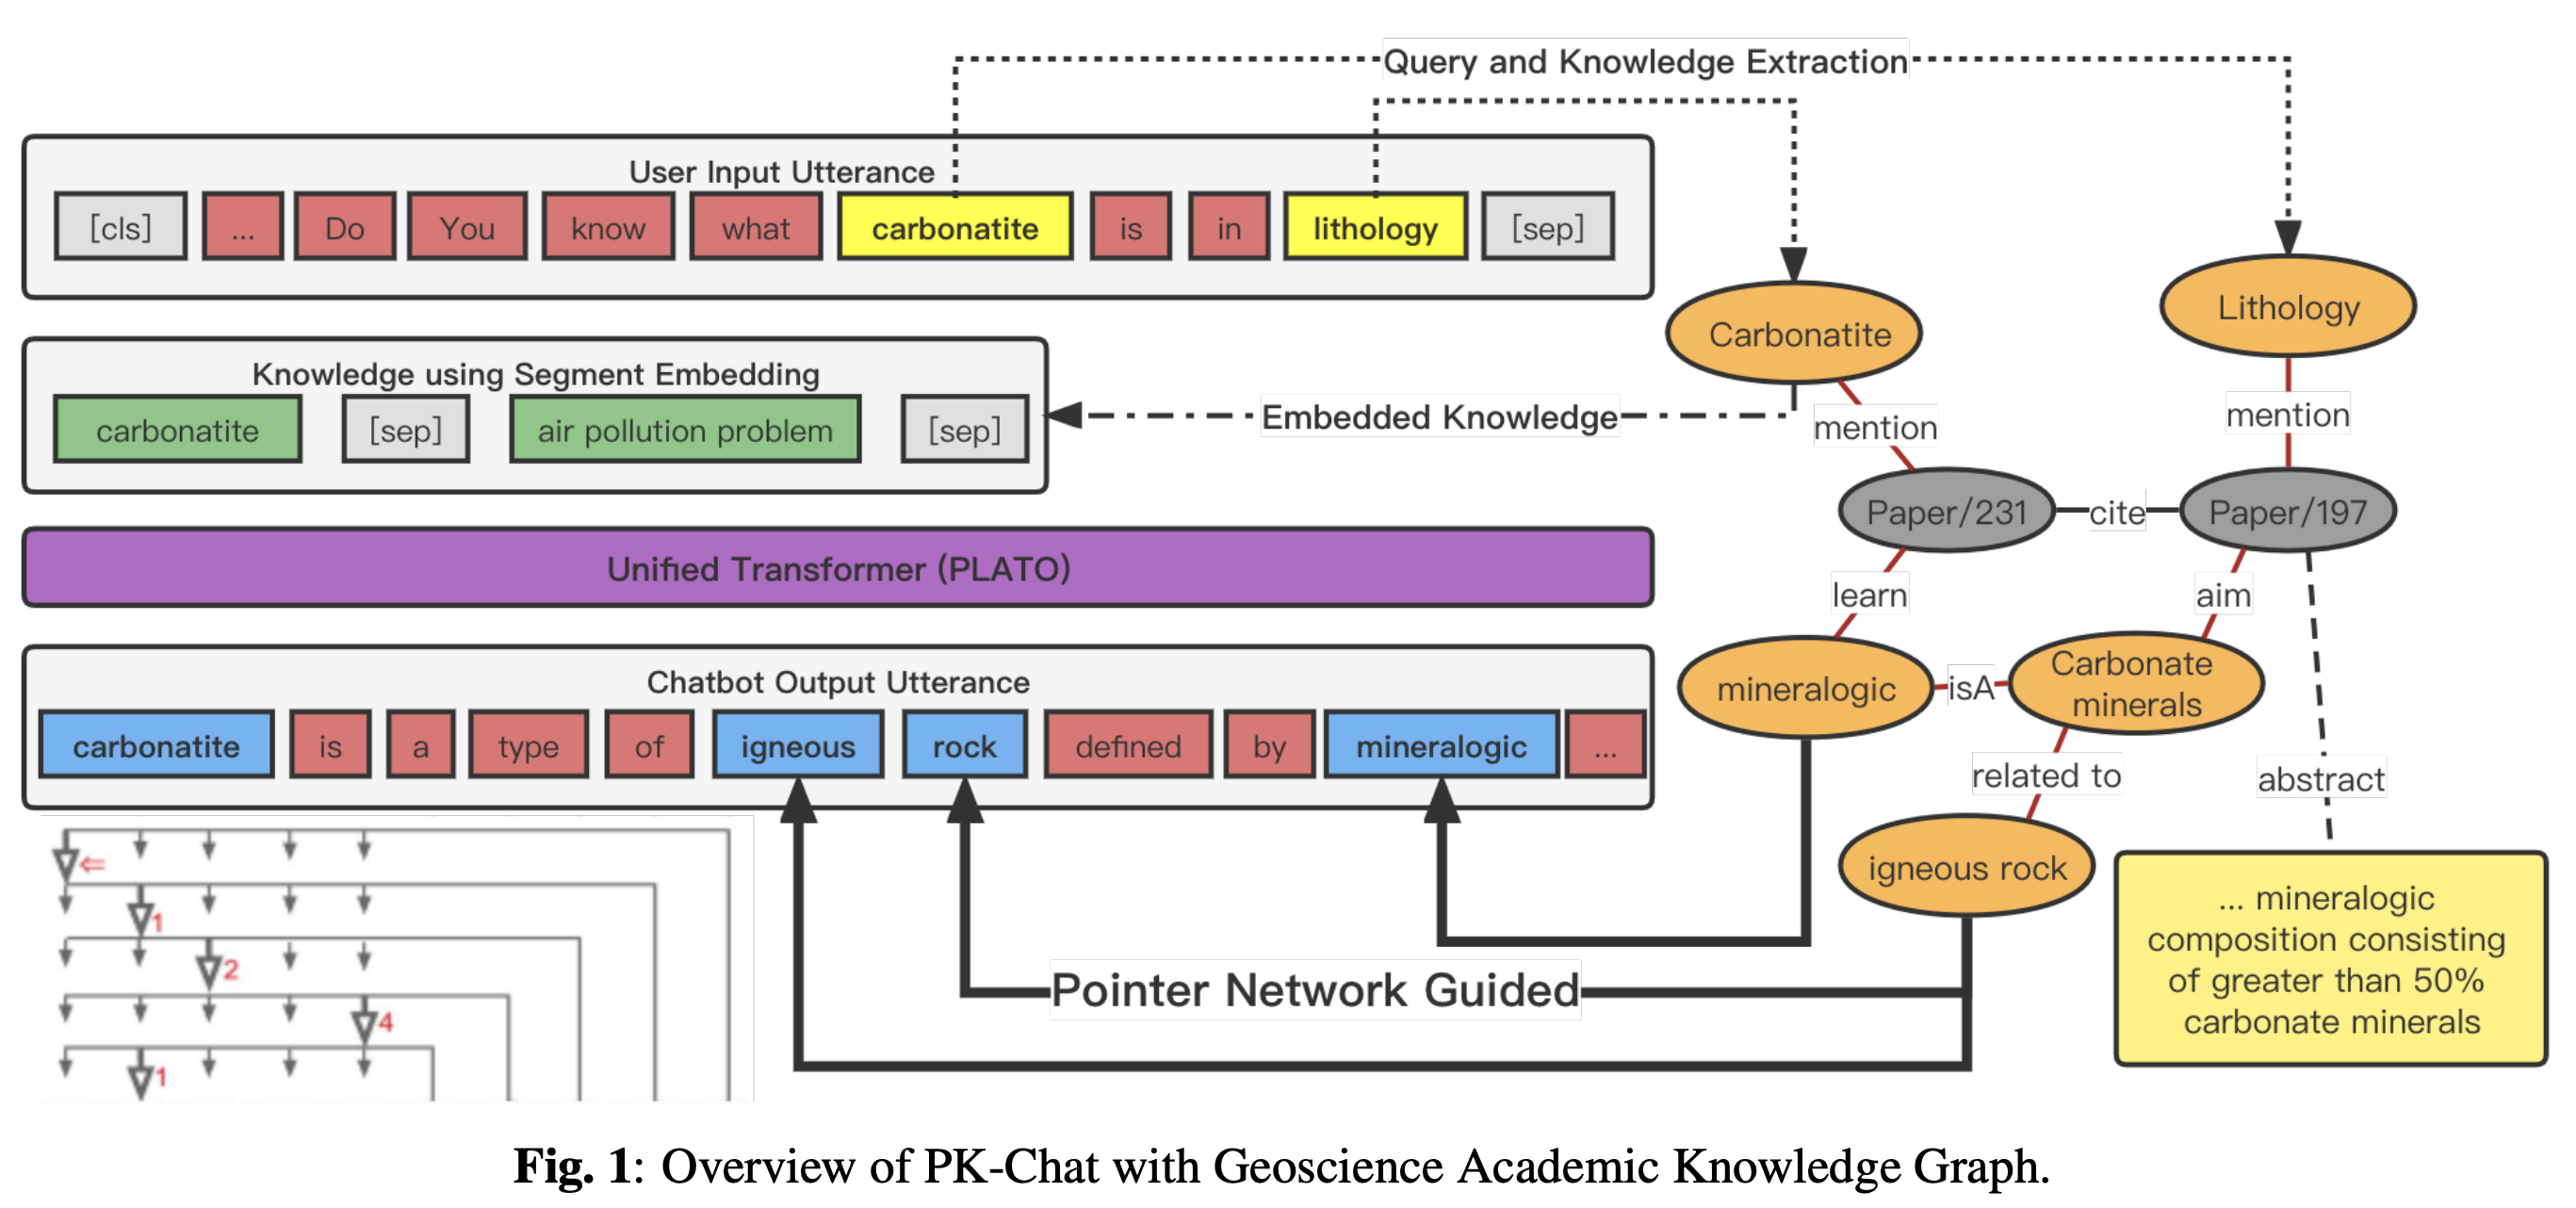 Query and Knowledge Extraction
User Input Utterance
[cls] ... Do You know what carbonatite is in lithology [sep]
Knowledge using Segment Embedding
carbonatite [sep] air pollution problem [sep]
Embedded Knowledge
Unified Transformer (PLATO)
Chatbot Output Utterance
carbonatite is a type of igneous rock defined by mineralogic ...
⇐
1
2
4
1
Pointer Network Guided
Carbonatite
Lithology
mention
mention
Paper/231
cite
Paper/197
learn
aim
mineralogic
isA
Carbonate
minerals
related to
abstract
igneous rock
... mineralogic
composition consisting
of greater than 50%
carbonate minerals
Fig. 1: Overview of PK-Chat with Geoscience Academic Knowledge Graph.